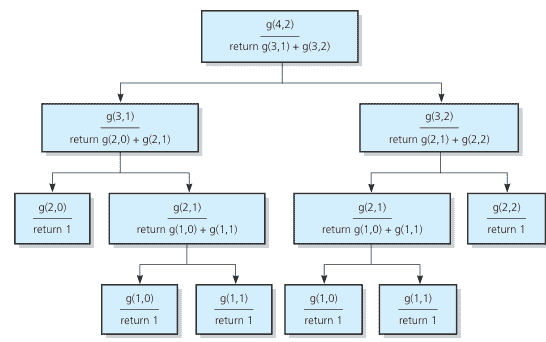 g(4,2)
return g(3,1) + g(3,2)
g(3,1)
return g(2,0) + g(2,1)
g(3,2)
return g(2,1) + g(2,2)
g(2,0)
return 1
g(2,1)
return g(1,0) + g(1,1)
g(2,1)
return g(1,0) + g(1,1)
g(2,2)
return 1
g(1,0)
return 1
g(1,1)
return 1
g(1,0)
return 1
g(1,1)
return 1